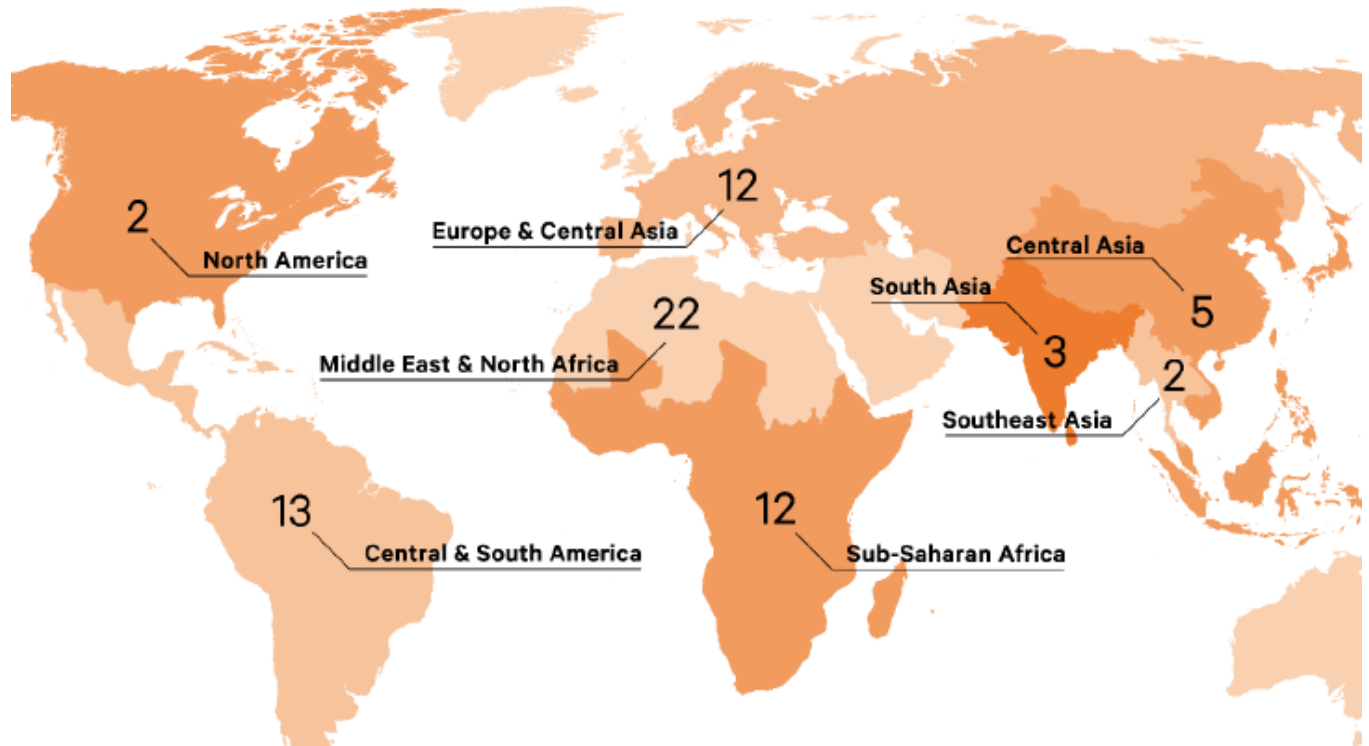 12
2
Europe & Central Asia
Central Asia
North America
South Asia
22
5
3
Middle East & North Africa
2
Southeast Asia
13
12
Central & South America
Sub-Saharan Africa